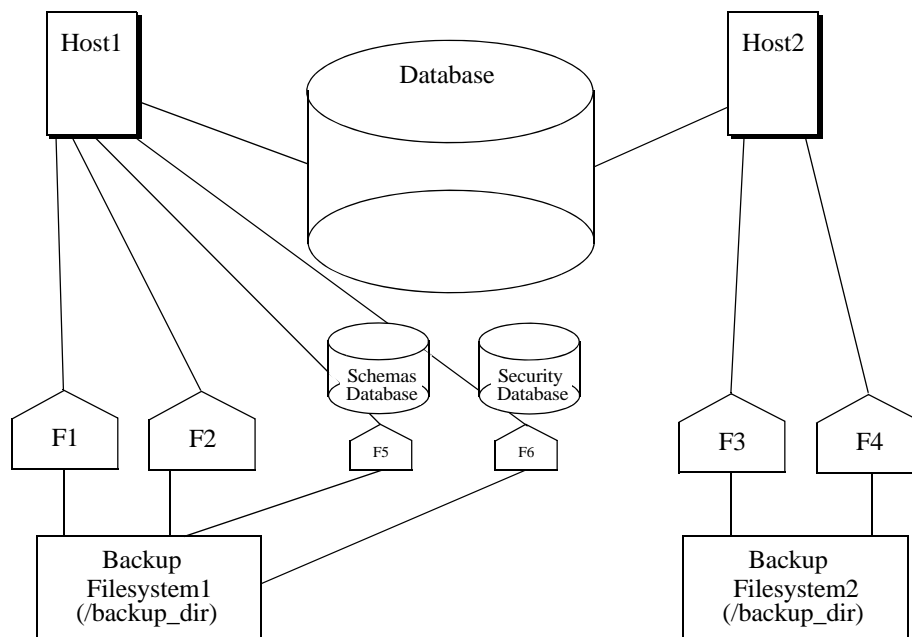 Host1
Host2
Database
Schemas
Database
Security
Database
F1
F2
F5
F6
F3
F4
Backup
Filesystem1
(/backup_dir)
Backup
Filesystem2
(/backup_dir)